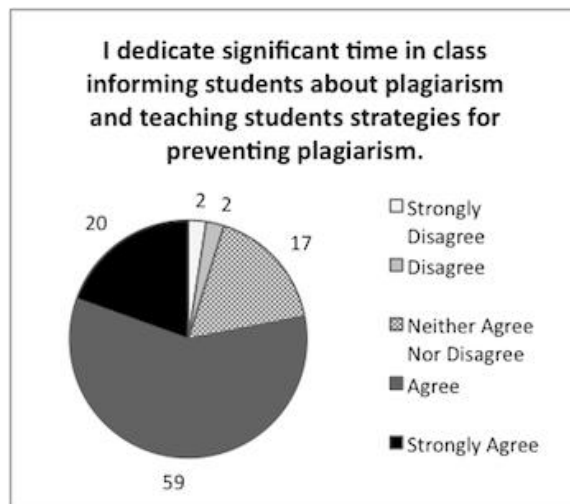 I dedicate significant time in class
informing students about plagiarism
and teaching students strategies for
preventing plagiarism.
2
2
20
17
59
Strongly
Disagree
Disagree
Neither Agree
Nor Disagree
Agree
Strongly Agree